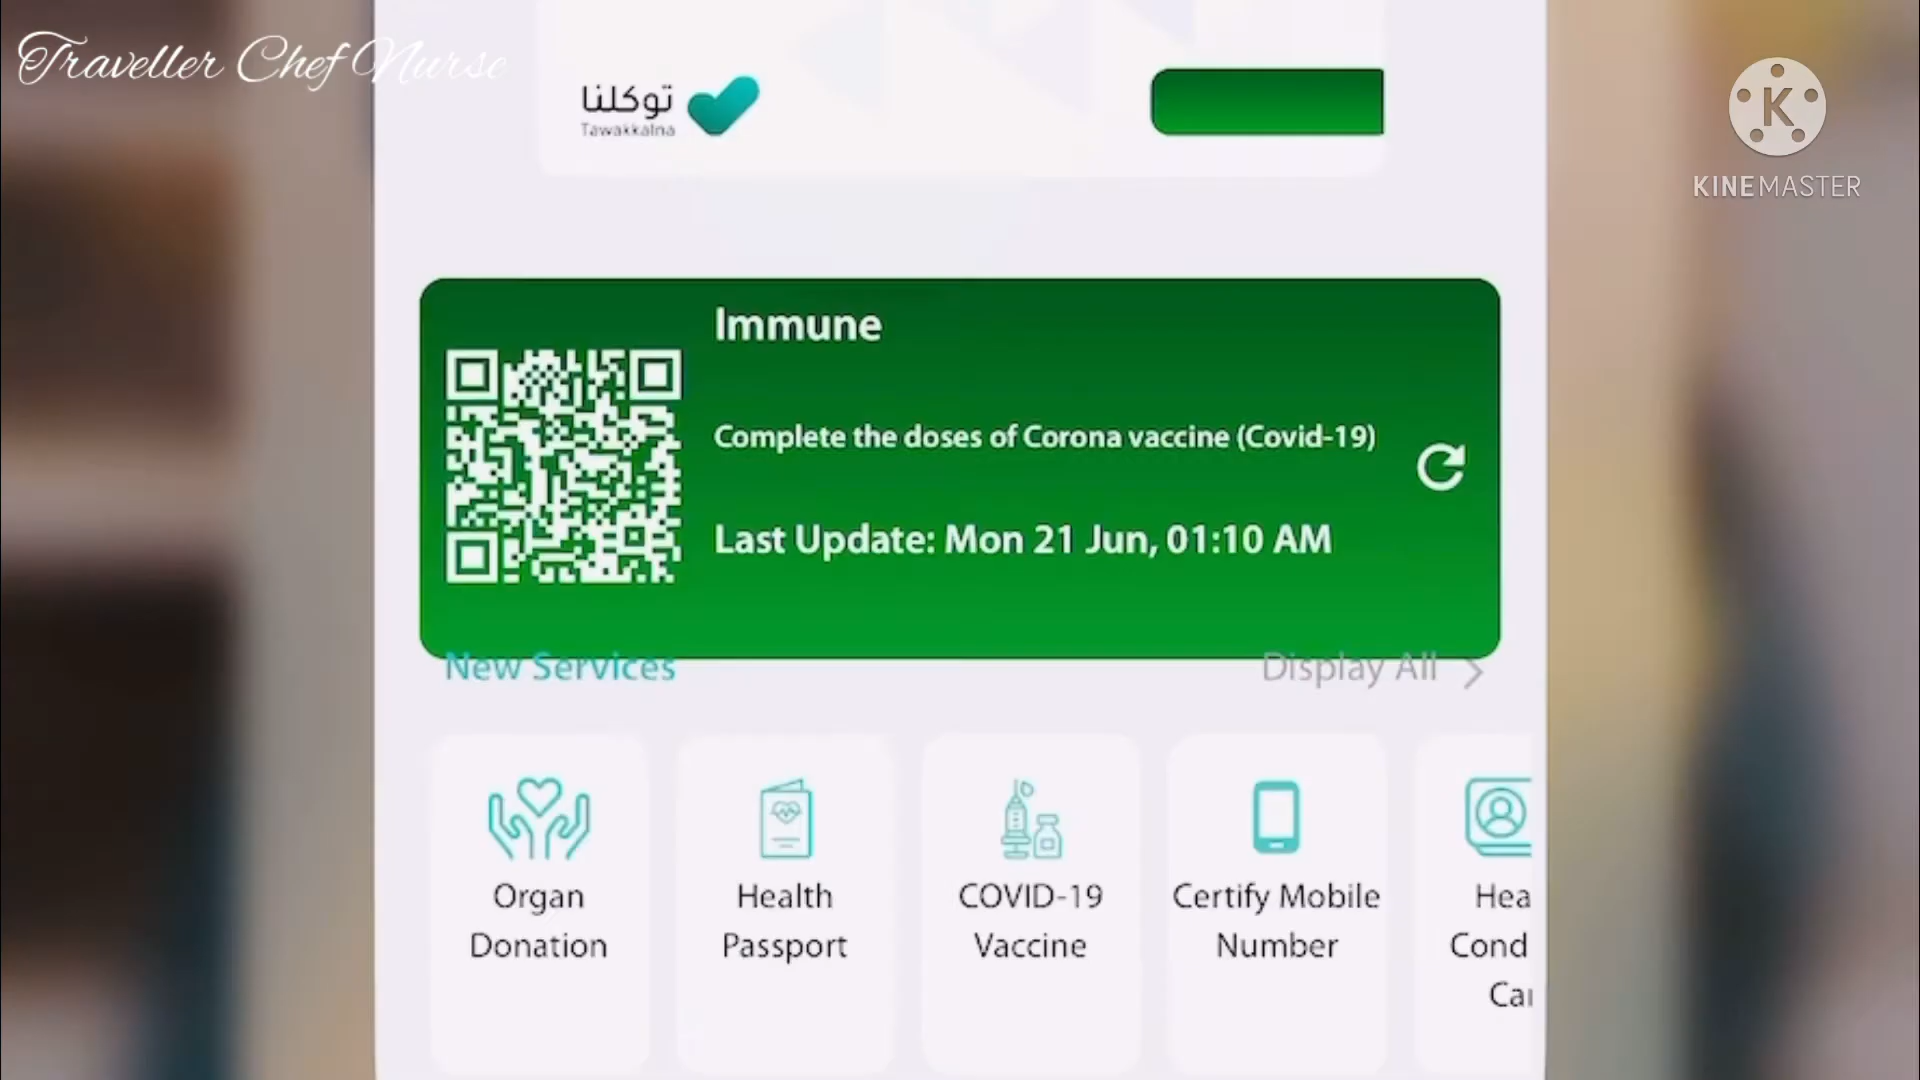 Traveller Chef Nurse
KINEMASTER
توكلنا
Tawakkalna
Immune
Complete the doses of Corona vaccine (Covid-19)
Last Update: Mon 21 Jun, 01:10 AM
New Services
Display All
Organ
Donation
Health
Passport
COVID-19
Vaccine
Certify Mobile
Number